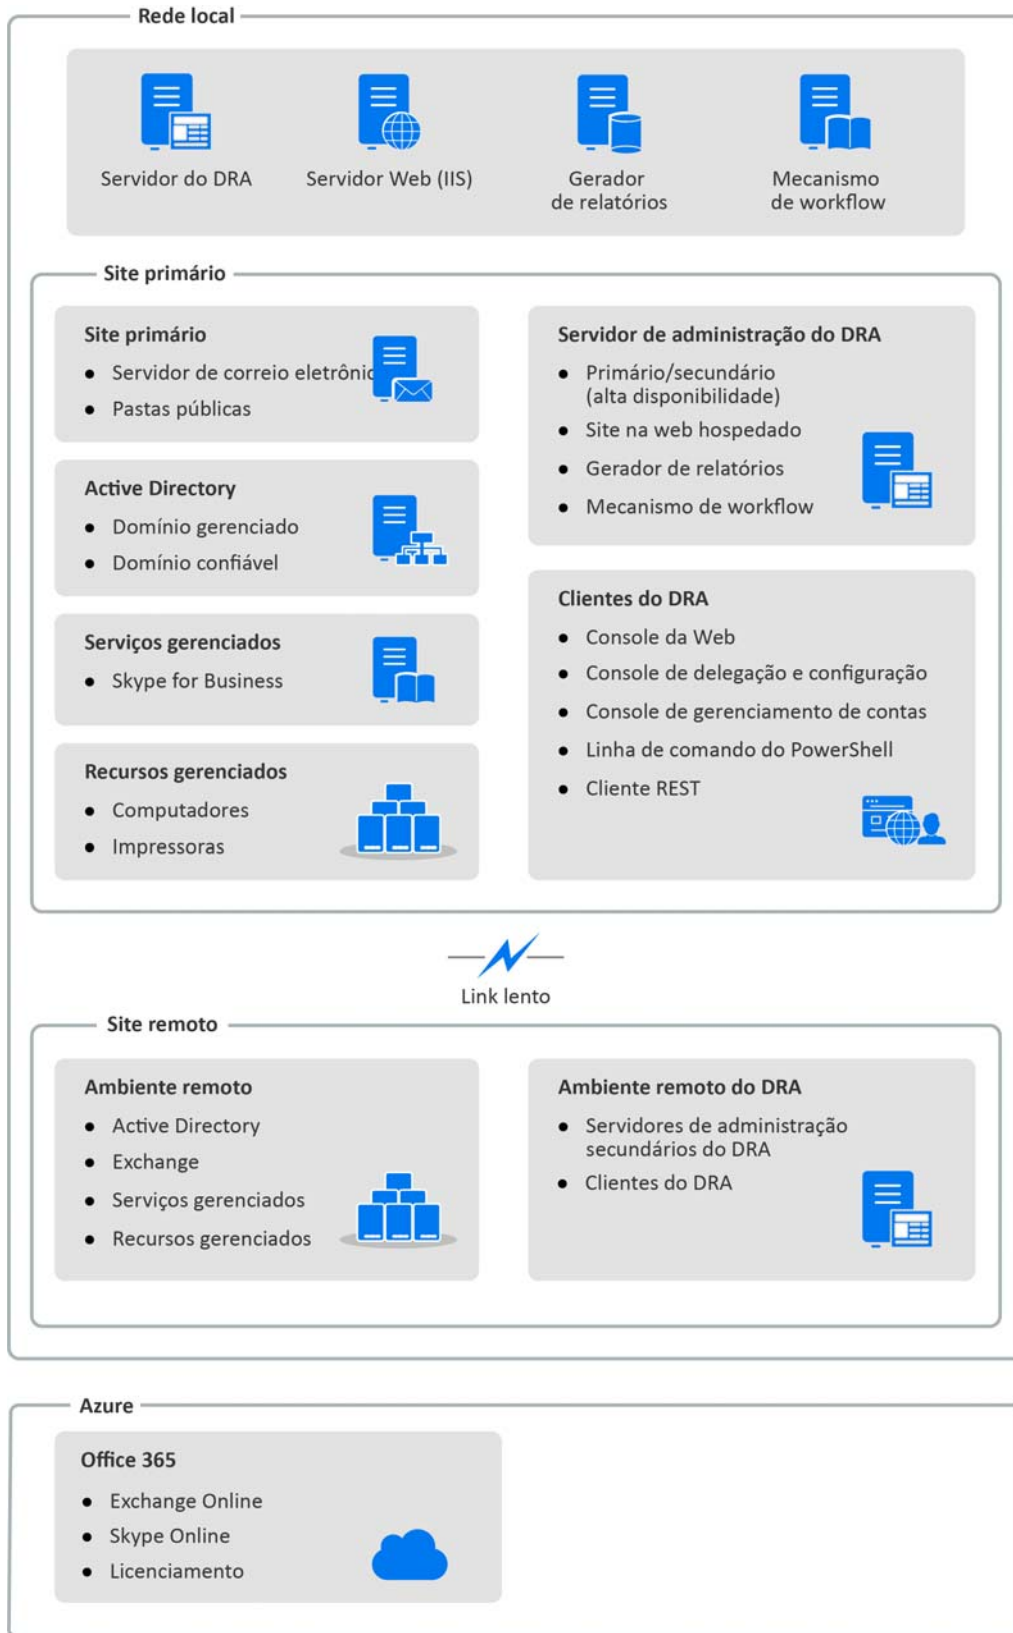 Rede local
Servidor do DRA
Servidor Web (IIS)
Gerador
de relatórios
Mecanismo
de workflow
Site primário
Site primário
● Servidor de correio eletrônic
● Pastas públicas
Active Directory
● Domínio gerenciado
● Domínio confiável
Serviços gerenciados
● Skype for Business
Recursos gerenciados
● Computadores
● Impressoras
Servidor de administração do DRA
● Primário/secundário
(alta disponibilidade)
● Site na web hospedado
● Gerador de relatórios
● Mecanismo de workflow
Clientes do DRA
● Console da Web
● Console de delegação e configuração
● Console de gerenciamento de contas
● Linha de comando do PowerShell
● Cliente REST
Link lento
Site remoto
Ambiente remoto
● Active Directory
● Exchange
● Serviços gerenciados
● Recursos gerenciados
Ambiente remoto do DRA
● Servidores de administração
secundários do DRA
● Clientes do DRA
Azure
Office 365
● Exchange Online
● Skype Online
● Licenciamento